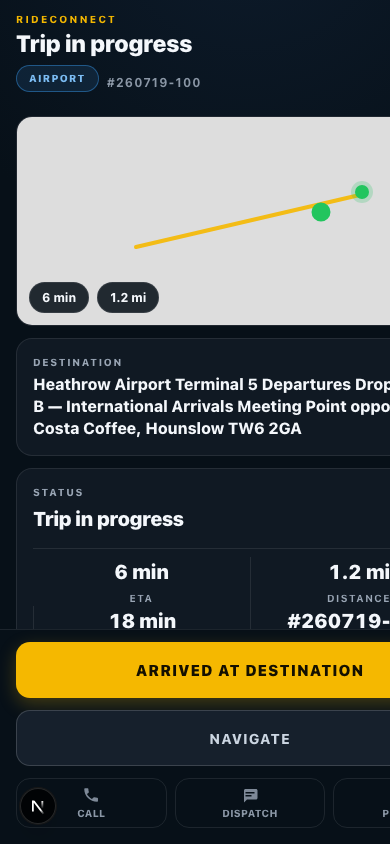 RIDECONNECT
Trip in progress
AIRPORT #260719-100
6 min 1.2 mi
DESTINATION
Heathrow Airport Terminal 5 Departures Drop
B — International Arrivals Meeting Point oppo
Costa Coffee, Hounslow TW6 2GA
STATUS
Trip in progress
6 min 1.2 mi
ETA DISTANCE
18 min #260719-
ARRIVED AT DESTINATION
NAVIGATE
N CALL DISPATCH P